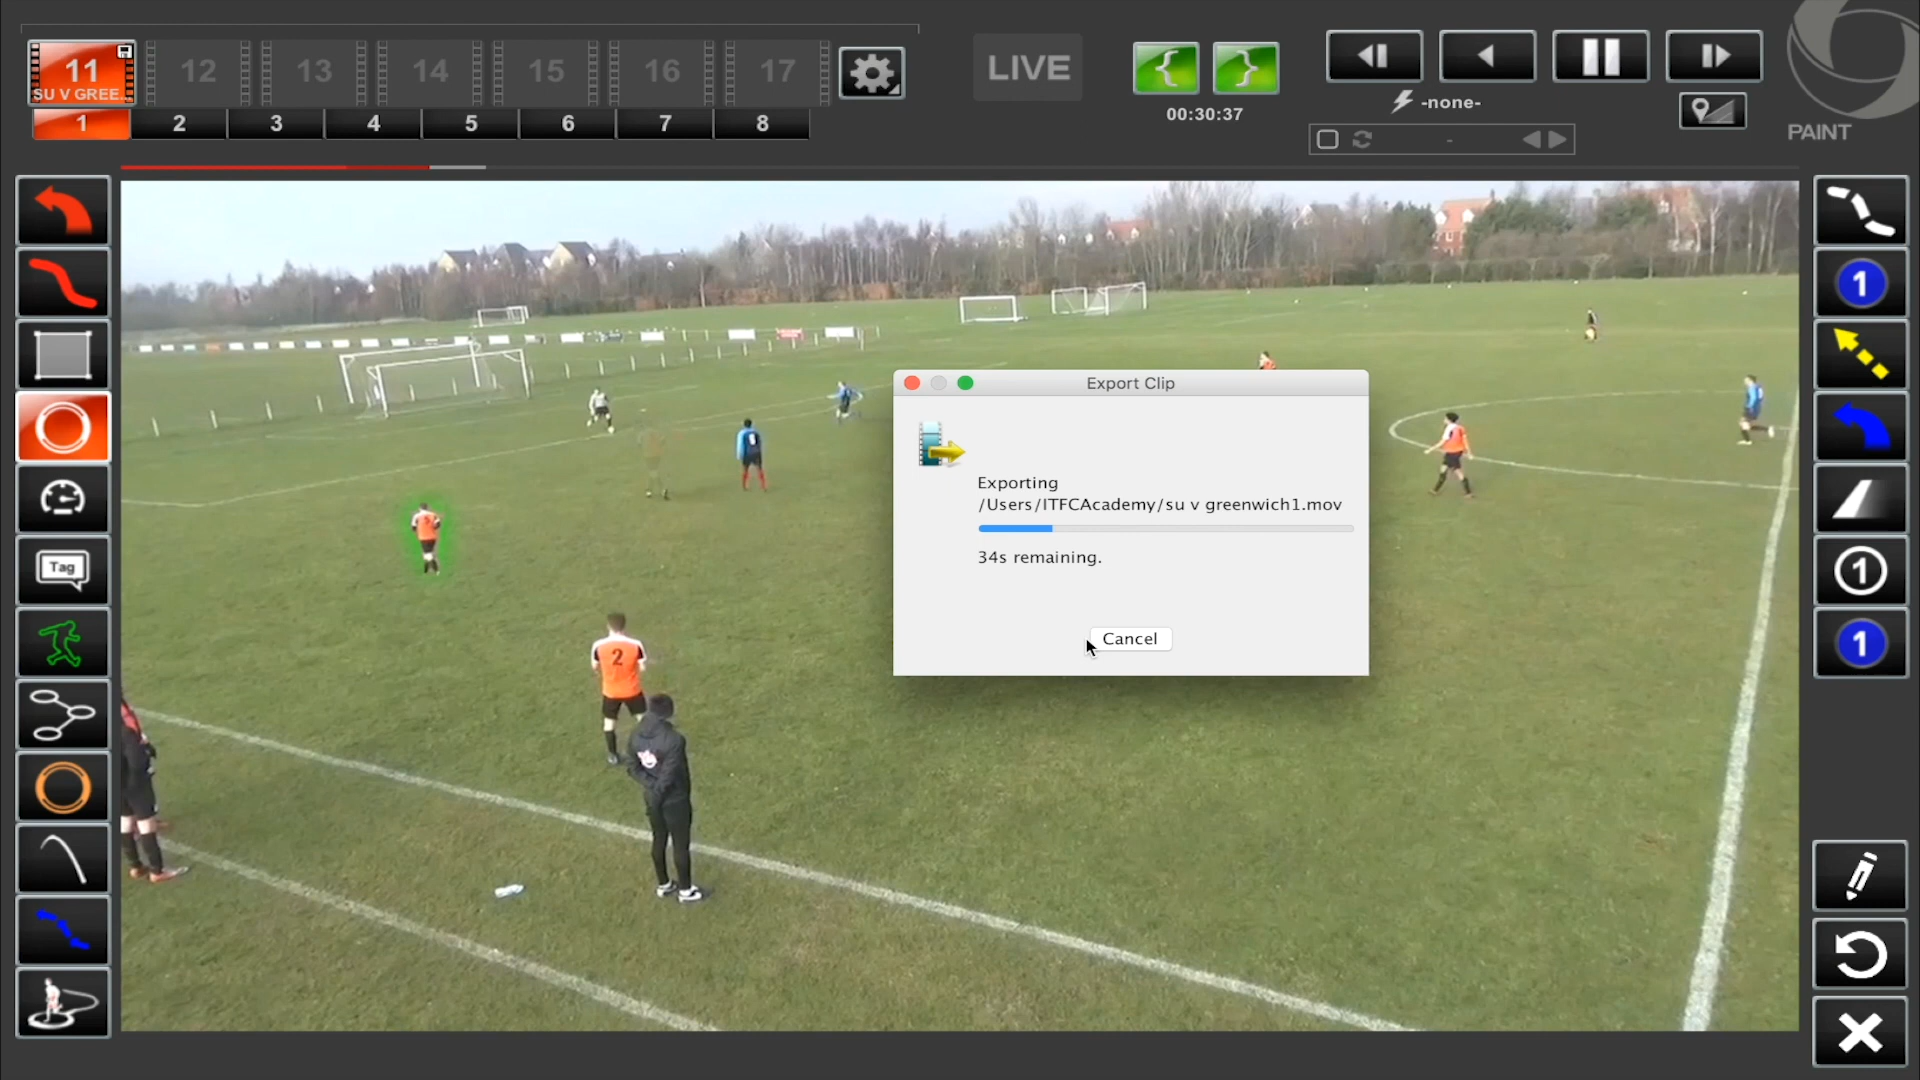 11
SU V GREE...
12
13
14
15
16
17
LIVE
00:30:37
-none-
-
PAINT
1
2
3
4
5
6
7
8
1
Tag
1
1
Export Clip
Exporting
/Users/ITFCAcademy/su v greenwich1.mov
34s remaining.
Cancel
2